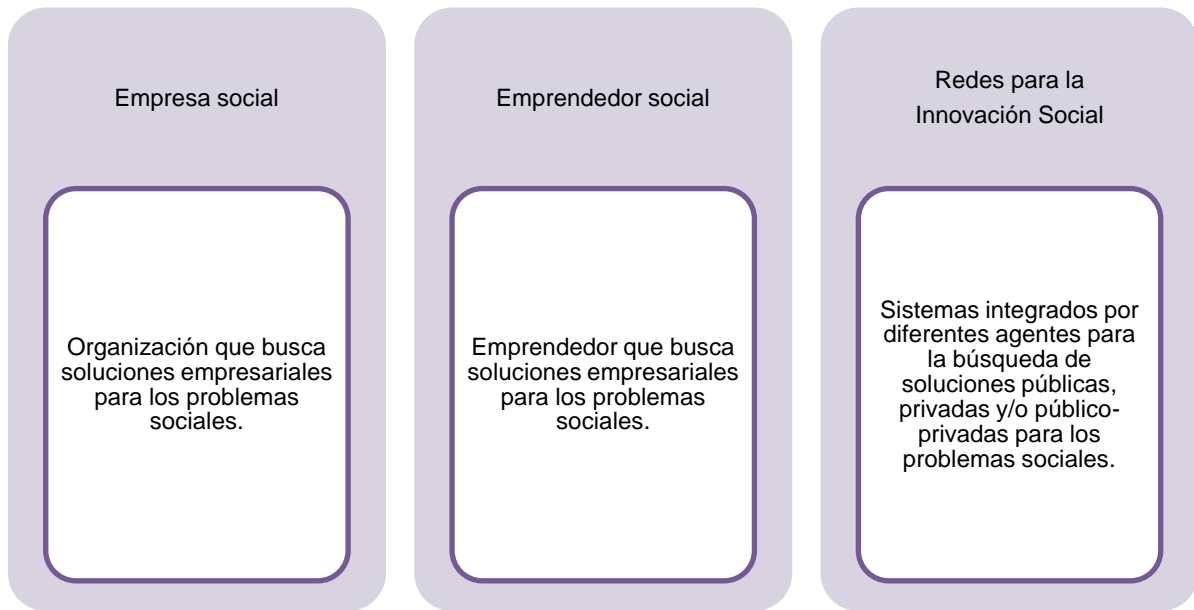 Empresa social
Organización que busca
soluciones empresariales
para los problemas
sociales.
Emprendedor social
Emprendedor que busca
soluciones empresariales
para los problemas
sociales.
Redes para la
Innovación Social
Sistemas integrados por
diferentes agentes para
la búsqueda de
soluciones públicas,
privadas y/o público-
privadas para los
problemas sociales.